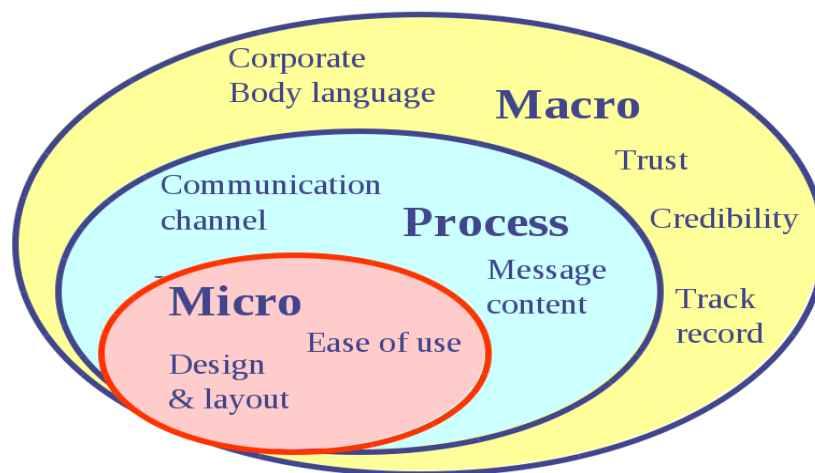 Corporate
Body language
Macro
Trust
Communication
channel
Process
Credibility
Message
content
Micro
Track
record
Ease of use
Design
& layout